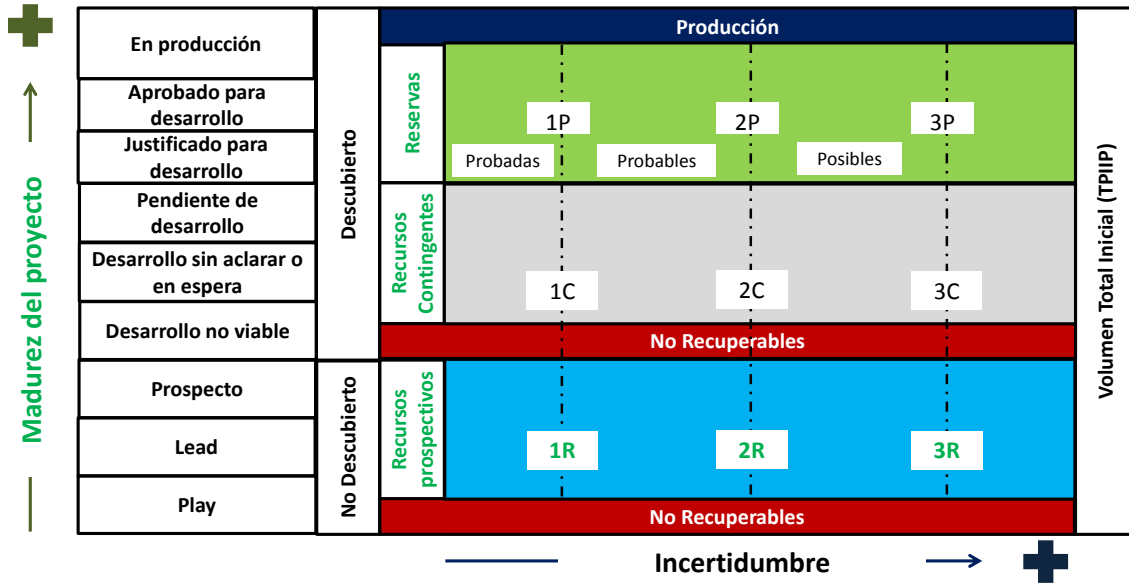 Madurez del proyecto
En producción
Aprobado para
desarrollo
Justificado para
desarrollo
Pendiente de
desarrollo
Desarrollo sin aclarar o
en espera
Desarrollo no viable
Prospecto
Lead
Play
Descubierto
No Descubierto
Producción
Reservas
1P
2P
3P
Probadas
Probables
Posibles
Recursos
Contingentes
1C
2C
3C
No Recuperables
Recursos
prospectivos
1R
2R
3R
No Recuperables
Volumen Total Inicial (TPIIP)
Incertidumbre